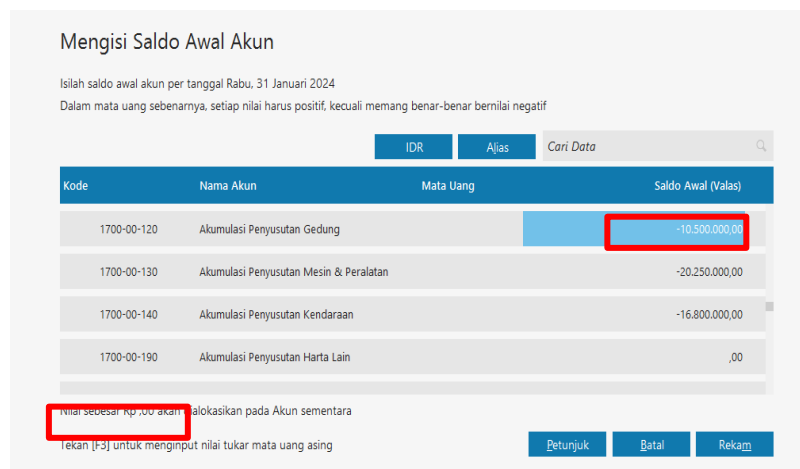 Mengisi Saldo Awal Akun
Isilah saldo awal akun per tanggal Rabu, 31 Januari 2024
Dalam mata uang sebenarnya, setiap nilai harus positif, kecuali memang benar-benar bernilai negatif
IDR Alias Cari Data
Kode Nama Akun Mata Uang Saldo Awal (Valas)
1700-00-120 Akumulasi Penyusutan Gedung -10.500.000,00
1700-00-130 Akumulasi Penyusutan Mesin & Peralatan -20.250.000,00
1700-00-140 Akumulasi Penyusutan Kendaraan -16.800.000,00
1700-00-190 Akumulasi Penyusutan Harta Lain ,00
Nilai sebesar Rp ,00 akan dialokasikan pada Akun sementara
Tekan [F3] untuk menginput nilai tukar mata uang asing
Petunjuk Batal Rekam